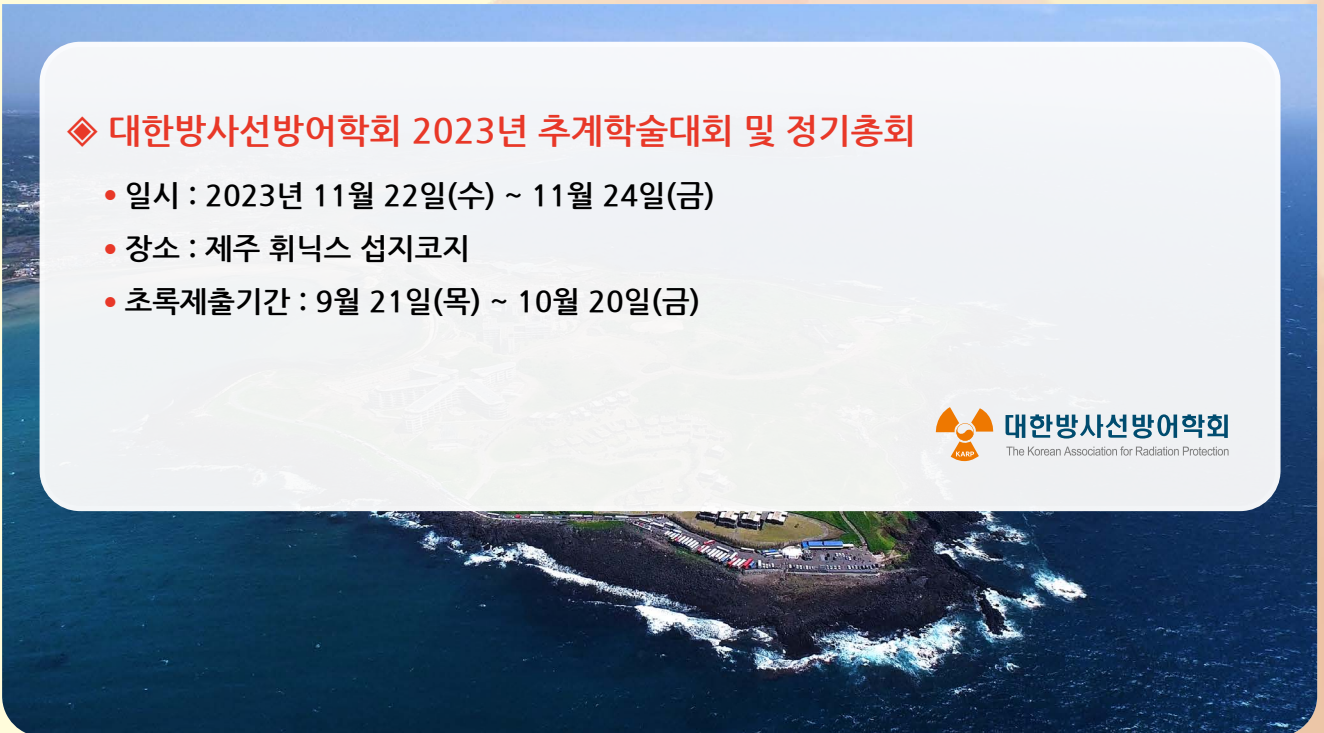 ◈ 대한방사선방어학회 2023년 추계학술대회 및 정기총회
• 일시 : 2023년 11월 22일(수) ~ 11월 24일(금)
• 장소 : 제주 휘닉스 섭지코지
• 초록제출기간 : 9월 21일(목) ~ 10월 20일(금)
KARP
대한방사선방어학회
The Korean Association for Radiation Protection